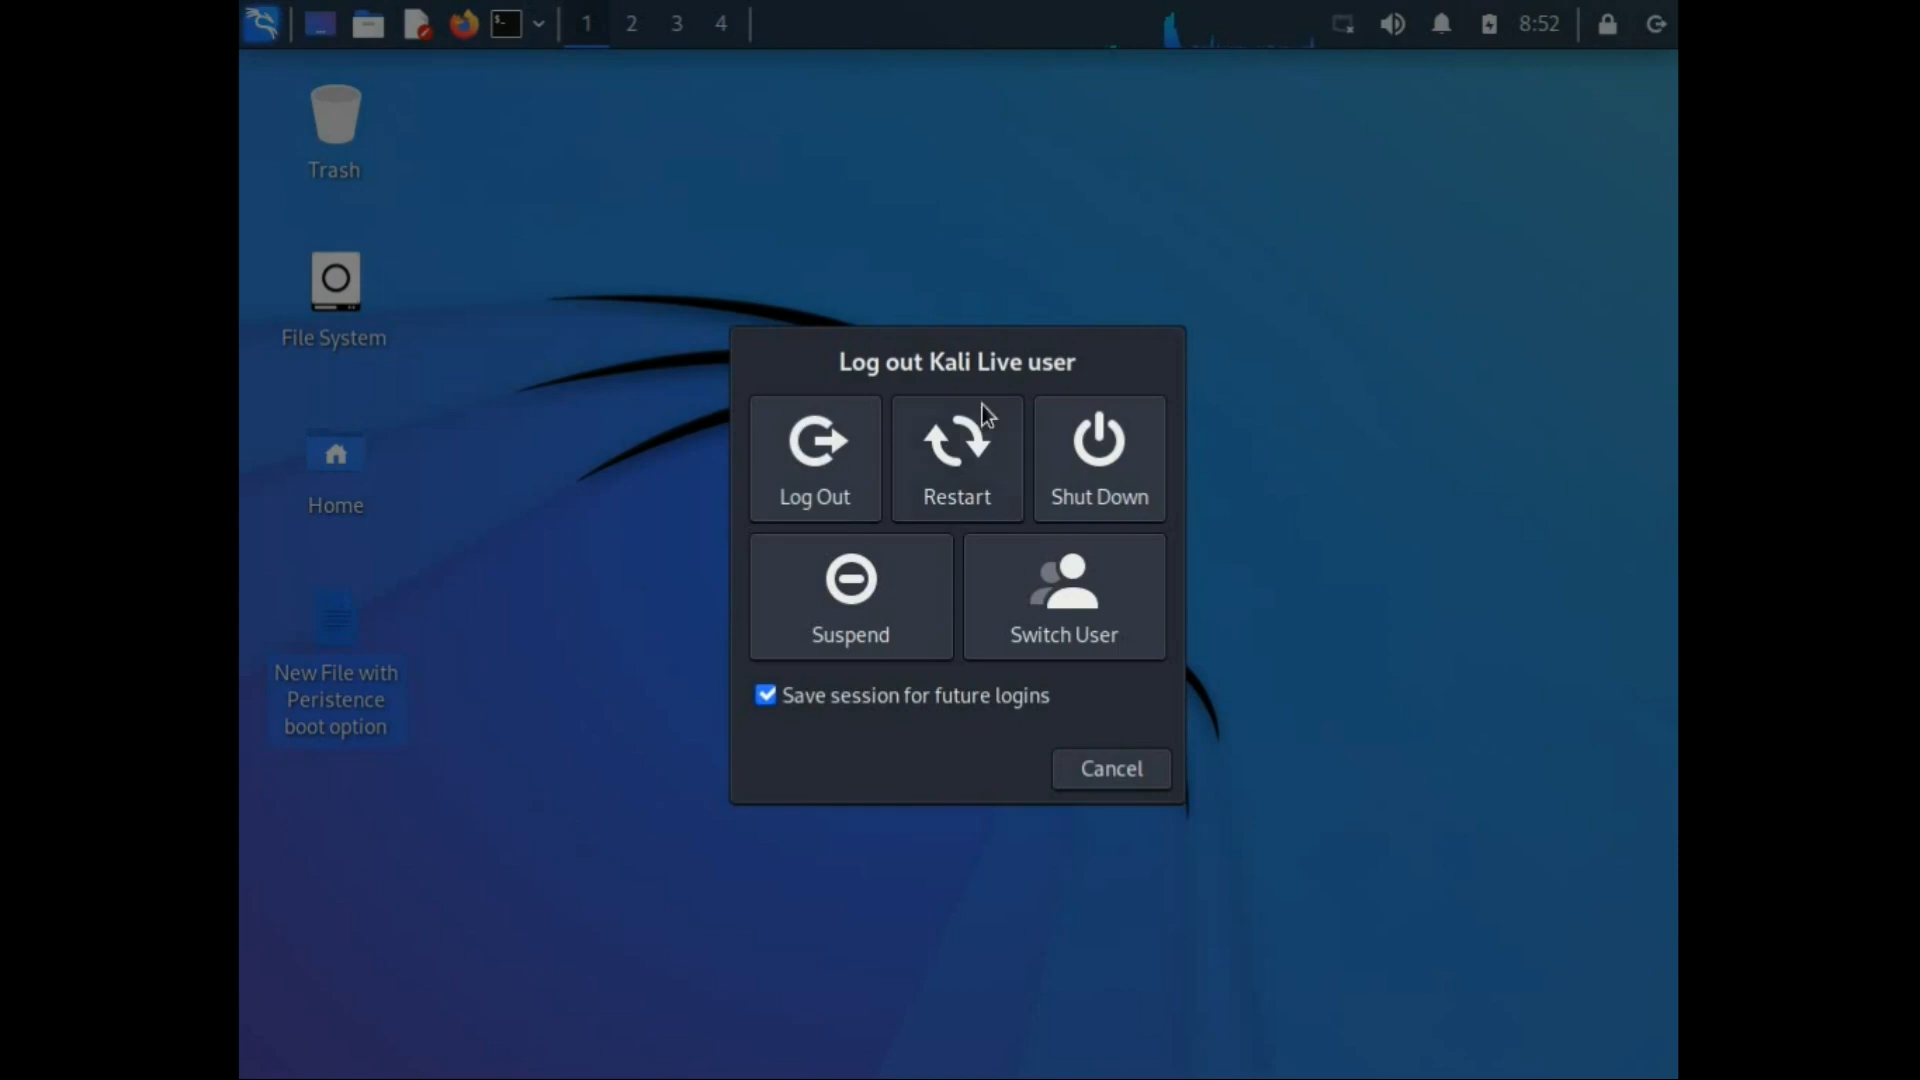 1 2 3 4
8:52
Trash
File System
Home
New File with
Peristence
boot option
Log out Kali Live user
Log Out
Restart
Shut Down
Suspend
Switch User
Save session for future logins
Cancel